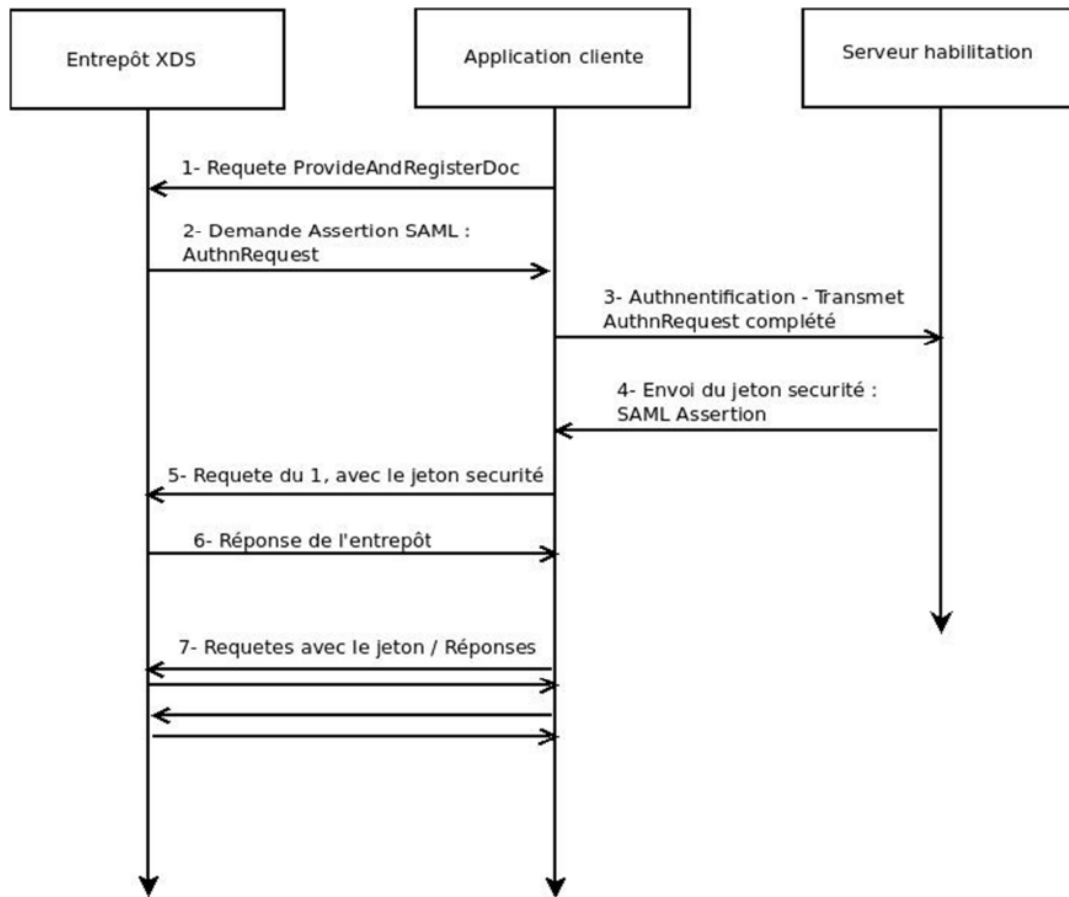 Entrepôt XDS
Application cliente
Serveur habilitation
1- Requete ProvideAndRegisterDoc
2- Demande Assertion SAML :
AuthnRequest
3- Authnentification - Transmet
AuthnRequest complété
4- Envoi du jeton securité :
SAML Assertion
5- Requete du 1, avec le jeton securité
6- Réponse de l'entrepôt
7- Requetes avec le jeton / Réponses